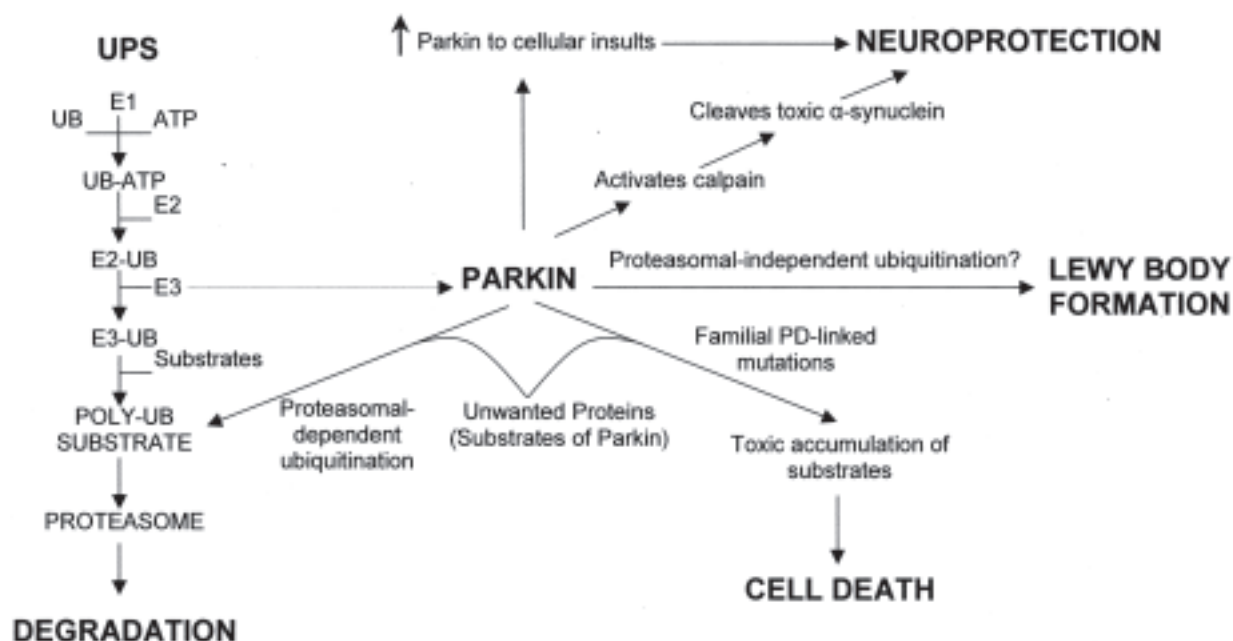 UPS
E1
UB
ATP
UB-ATP
E2
E2-UB
E3
E3-UB
Substrates
POLY-UB
SUBSTRATE
PROTEASOME
DEGRADATION
Parkin to cellular insults
NEUROPROTECTION
Cleaves toxic α-synuclein
Activates calpain
PARKIN
Proteasomal-independent ubiquitination?
LEWY BODY
FORMATION
Proteasomal-
dependent
ubiquitination
Unwanted Proteins
(Substrates of Parkin)
Familial PD-linked
mutations
Toxic accumulation of
substrates
CELL DEATH